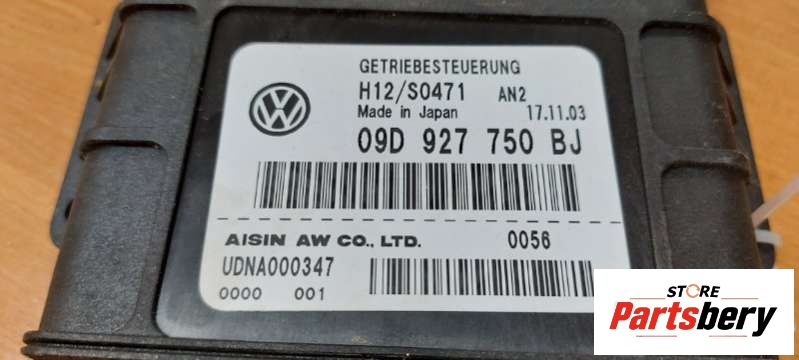 GETRIEBESTEUERUNG
H12/S0471 AN2
Made in Japan 17.11.03
09D 927 750 BJ
AISIN AW CO., LTD. 0056
UDNA000347
0000 001
STORE
Partsbery